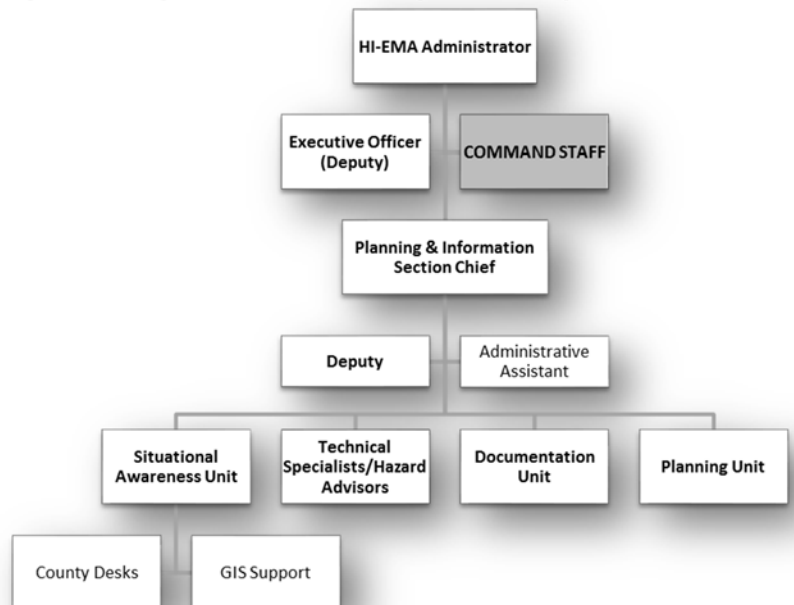 HI-EMA Administrator
Executive Officer
(Deputy)
COMMAND STAFF
Planning & Information
Section Chief
Deputy
Administrative
Assistant
Situational
Awareness Unit
Technical
Specialists/Hazard
Advisors
Documentation
Unit
Planning Unit
County Desks
GIS Support